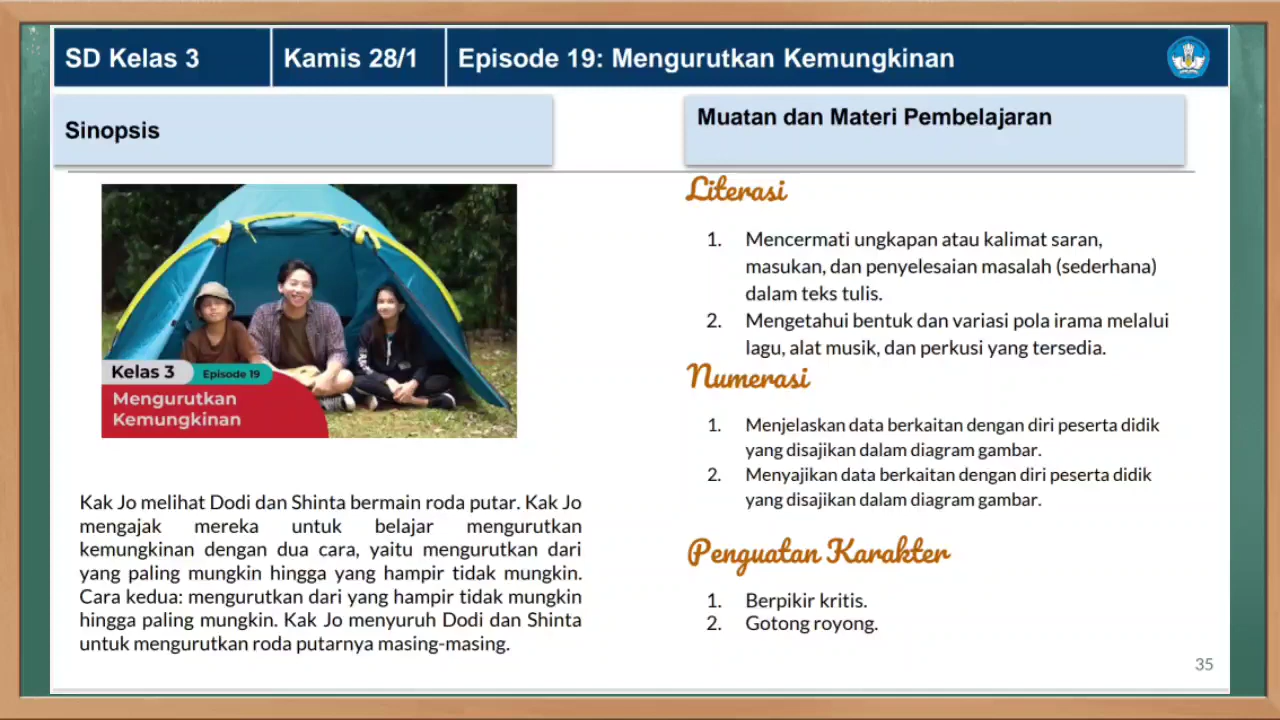 SD Kelas 3
Kamis 28/1
Episode 19: Mengurutkan Kemungkinan
Sinopsis
Kelas 3
Episode 19
Mengurutkan
Kemungkinan
Kak Jo melihat Dodi dan Shinta bermain roda putar. Kak Jo
mengajak mereka untuk belajar mengurutkan
kemungkinan dengan dua cara, yaitu mengurutkan dari
yang paling mungkin hingga yang hampir tidak mungkin.
Cara kedua: mengurutkan dari yang hampir tidak mungkin
hingga paling mungkin. Kak Jo menyuruh Dodi dan Shinta
untuk mengurutkan roda putarnya masing-masing.
Muatan dan Materi Pembelajaran
Literasi
1. Mencermati ungkapan atau kalimat saran,
masukan, dan penyelesaian masalah (sederhana)
dalam teks tulis.
2. Mengetahui bentuk dan variasi pola irama melalui
lagu, alat musik, dan perkusi yang tersedia.
Numerasi
1. Menjelaskan data berkaitan dengan diri peserta didik
yang disajikan dalam diagram gambar.
2. Menyajikan data berkaitan dengan diri peserta didik
yang disajikan dalam diagram gambar.
Penguatan Karakter
1. Berpikir kritis.
2. Gotong royong.
35